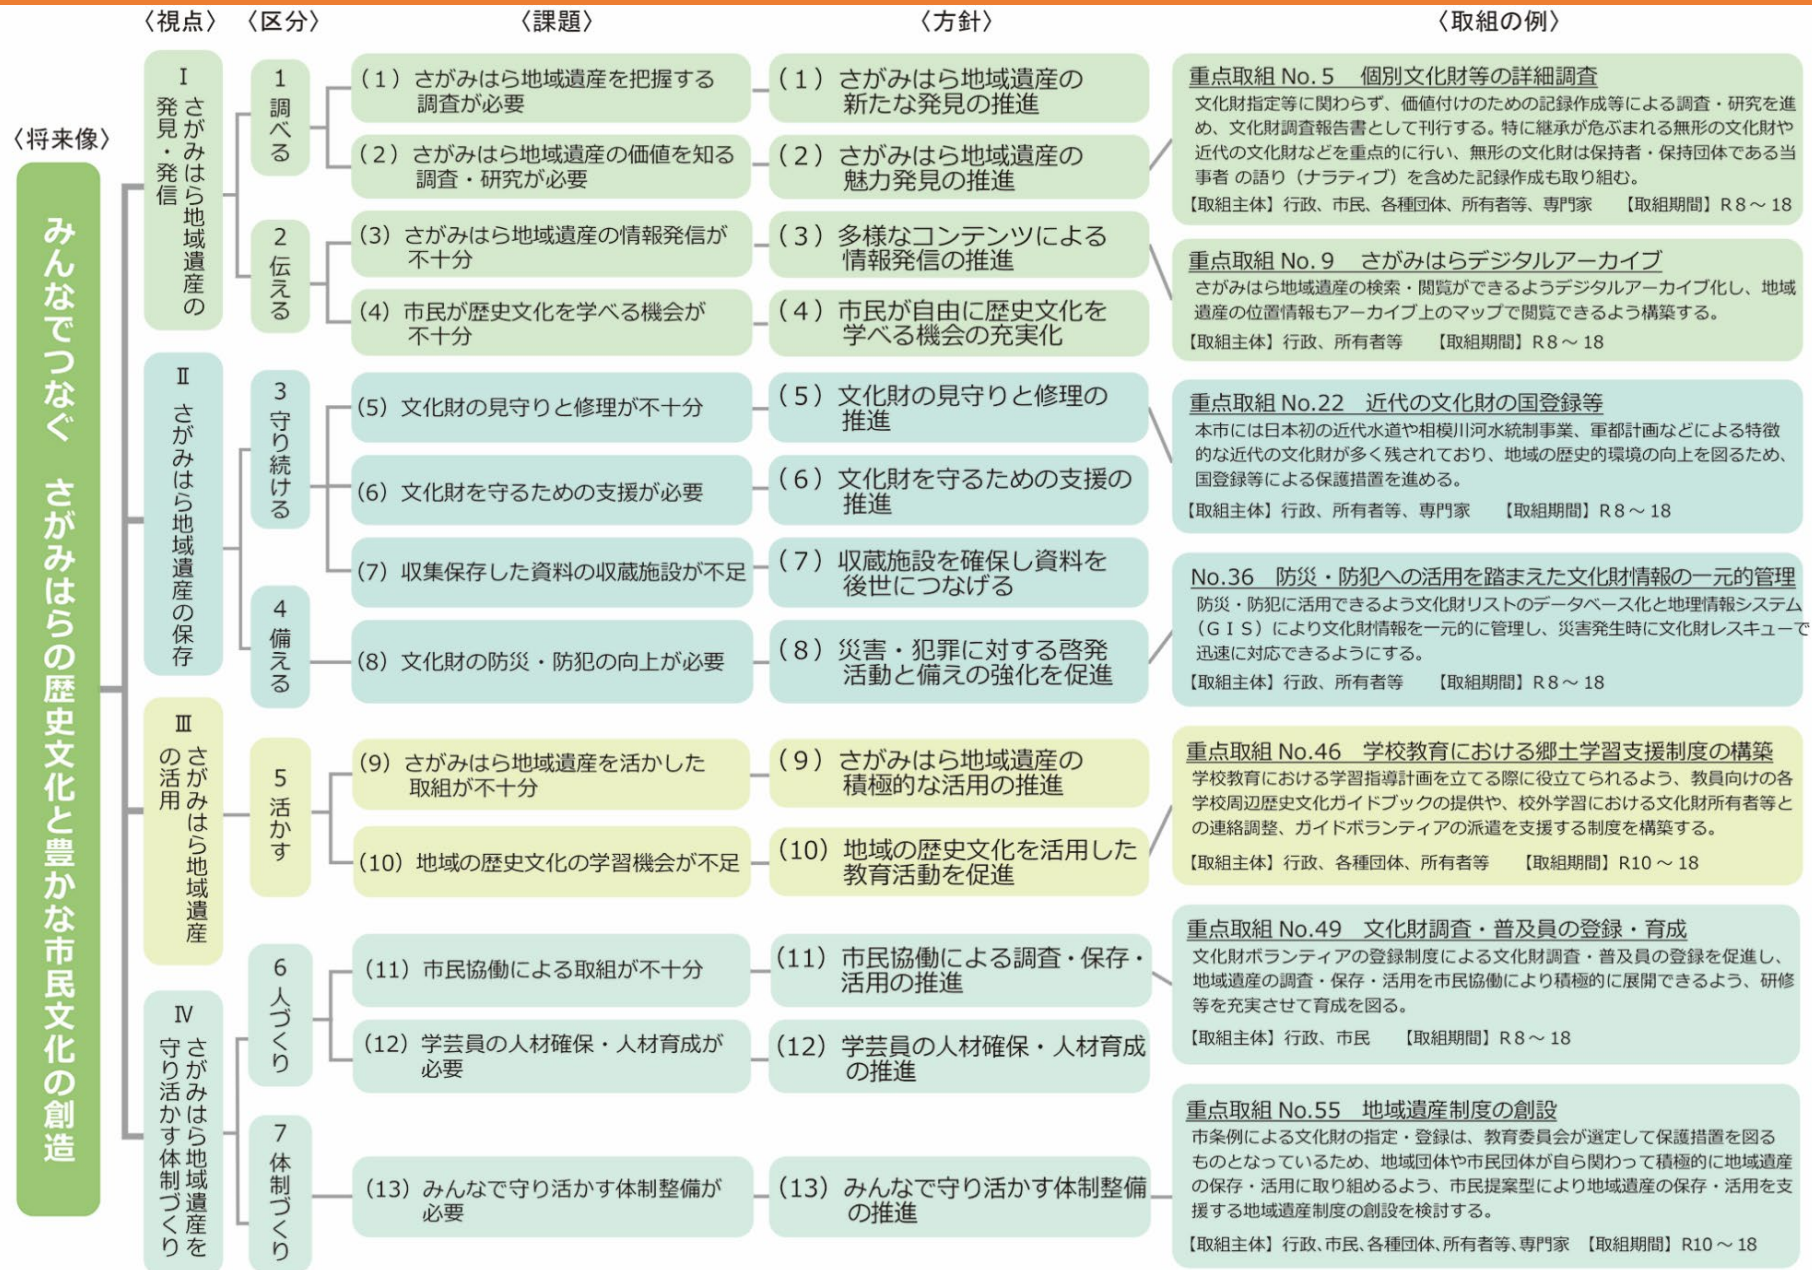 〈視点〉
〈区分〉
〈課題〉
〈方針〉
〈取組の例〉
〈将来像〉
みんなでつなぐ　さがみはらの歴史文化と豊かな市民文化の創造
Ⅰ
さがみはら地域遺産の
発見・発信
1 調べる
(1) さがみはら地域遺産を把握する
調査が必要
(1) さがみはら地域遺産の
新たな発見の推進
(2) さがみはら地域遺産の価値を知る
調査・研究が必要
(2) さがみはら地域遺産の
魅力発見の推進
重点取組 No.5　個別文化財等の詳細調査
文化財指定等に関わらず、価値付けのための記録作成等による調査・研究を進
め、文化財調査報告書として刊行する。特に継承が危ぶまれる無形の文化財や
近代の文化財などを重点的に行い、無形の文化財は保持者・保持団体である当
事者 の語り（ナラティブ）を含めた記録作成も取り組む。
【取組主体】行政、市民、各種団体、所有者等、専門家　【取組期間】R８～18
2 伝える
(3) さがみはら地域遺産の情報発信が
不十分
(3) 多様なコンテンツによる
情報発信の推進
(4) 市民が歴史文化を学べる機会が
不十分
(4) 市民が自由に歴史文化を
学べる機会の充実化
重点取組 No.9　さがみはらデジタルアーカイブ
さがみはら地域遺産の検索・閲覧ができるようデジタルアーカイブ化し、地域
遺産の位置情報もアーカイブ上のマップで閲覧できるよう構築する。
【取組主体】行政、所有者等　【取組期間】R８～18
Ⅱ
さがみはら地域遺産の保存
3 守り続ける
(5) 文化財の見守りと修理が不十分
(5) 文化財の見守りと修理の
推進
(6) 文化財を守るための支援が必要
(6) 文化財を守るための支援の
推進
(7) 収集保存した資料の収蔵施設が不足
(7) 収蔵施設を確保し資料を
後世につなげる
重点取組 No.22　近代の文化財の国登録等
本市には日本初の近代水道や相模川河水統制事業、軍都計画などによる特徴
的な近代の文化財が多く残されており、地域の歴史的環境の向上を図るため、
国登録等による保護措置を進める。
【取組主体】行政、所有者等、専門家　【取組期間】R８～18
4 備える
(8) 文化財の防災・防犯の向上が必要
(8) 災害・犯罪に対する啓発
活動と備えの強化を促進
No.36　防災・防犯への活用を踏まえた文化財情報の一元的管理
防災・防犯に活用できるよう文化財リストのデータベース化と地理情報システム
（ＧＩＳ）により文化財情報を一元的に管理し、災害発生時に文化財レスキューで
迅速に対応できるようにする。
【取組主体】行政、所有者等　【取組期間】R８～18
Ⅲ
さがみはら地域遺産
の活用
5 活かす
(9) さがみはら地域遺産を活かした
取組が不十分
(9) さがみはら地域遺産の
積極的な活用の推進
(10) 地域の歴史文化の学習機会が不足
(10) 地域の歴史文化を活用した
教育活動を促進
重点取組 No.46　学校教育における郷土学習支援制度の構築
学校教育における学習指導計画を立てる際に役立てられるよう、教員向けの各
学校周辺歴史文化ガイドブックの提供や、校外学習における文化財所有者等と
の連絡調整、ガイドボランティアの派遣を支援する制度を構築する。
【取組主体】行政、各種団体、所有者等　【取組期間】R10～18
Ⅳ
さがみはら地域遺産を
守り活かす体制づくり
6 人づくり
(11) 市民協働による取組が不十分
(11) 市民協働による調査・保存・
活用の推進
(12) 学芸員の人材確保・人材育成が
必要
(12) 学芸員の人材確保・人材育成
の推進
重点取組 No.49　文化財調査・普及員の登録・育成
文化財ボランティアの登録制度による文化財調査・普及員の登録を促進し、
地域遺産の調査・保存・活用を市民協働により積極的に展開できるよう、研修
等を充実させて育成を図る。
【取組主体】行政、市民　【取組期間】R８～18
7 体制づくり
(13) みんなで守り活かす体制整備が
必要
(13) みんなで守り活かす体制整備
の推進
重点取組 No.55　地域遺産制度の創設
市条例による文化財の指定・登録は、教育委員会が選定して保護措置を図る
ものとなっているため、地域団体や市民団体が自ら関わって積極的に地域遺産
の保存・活用に取り組めるよう、市民提案型により地域遺産の保存・活用を支
援する地域遺産制度の創設を検討する。
【取組主体】行政、市民、各種団体、所有者等、専門家　【取組期間】R10～18